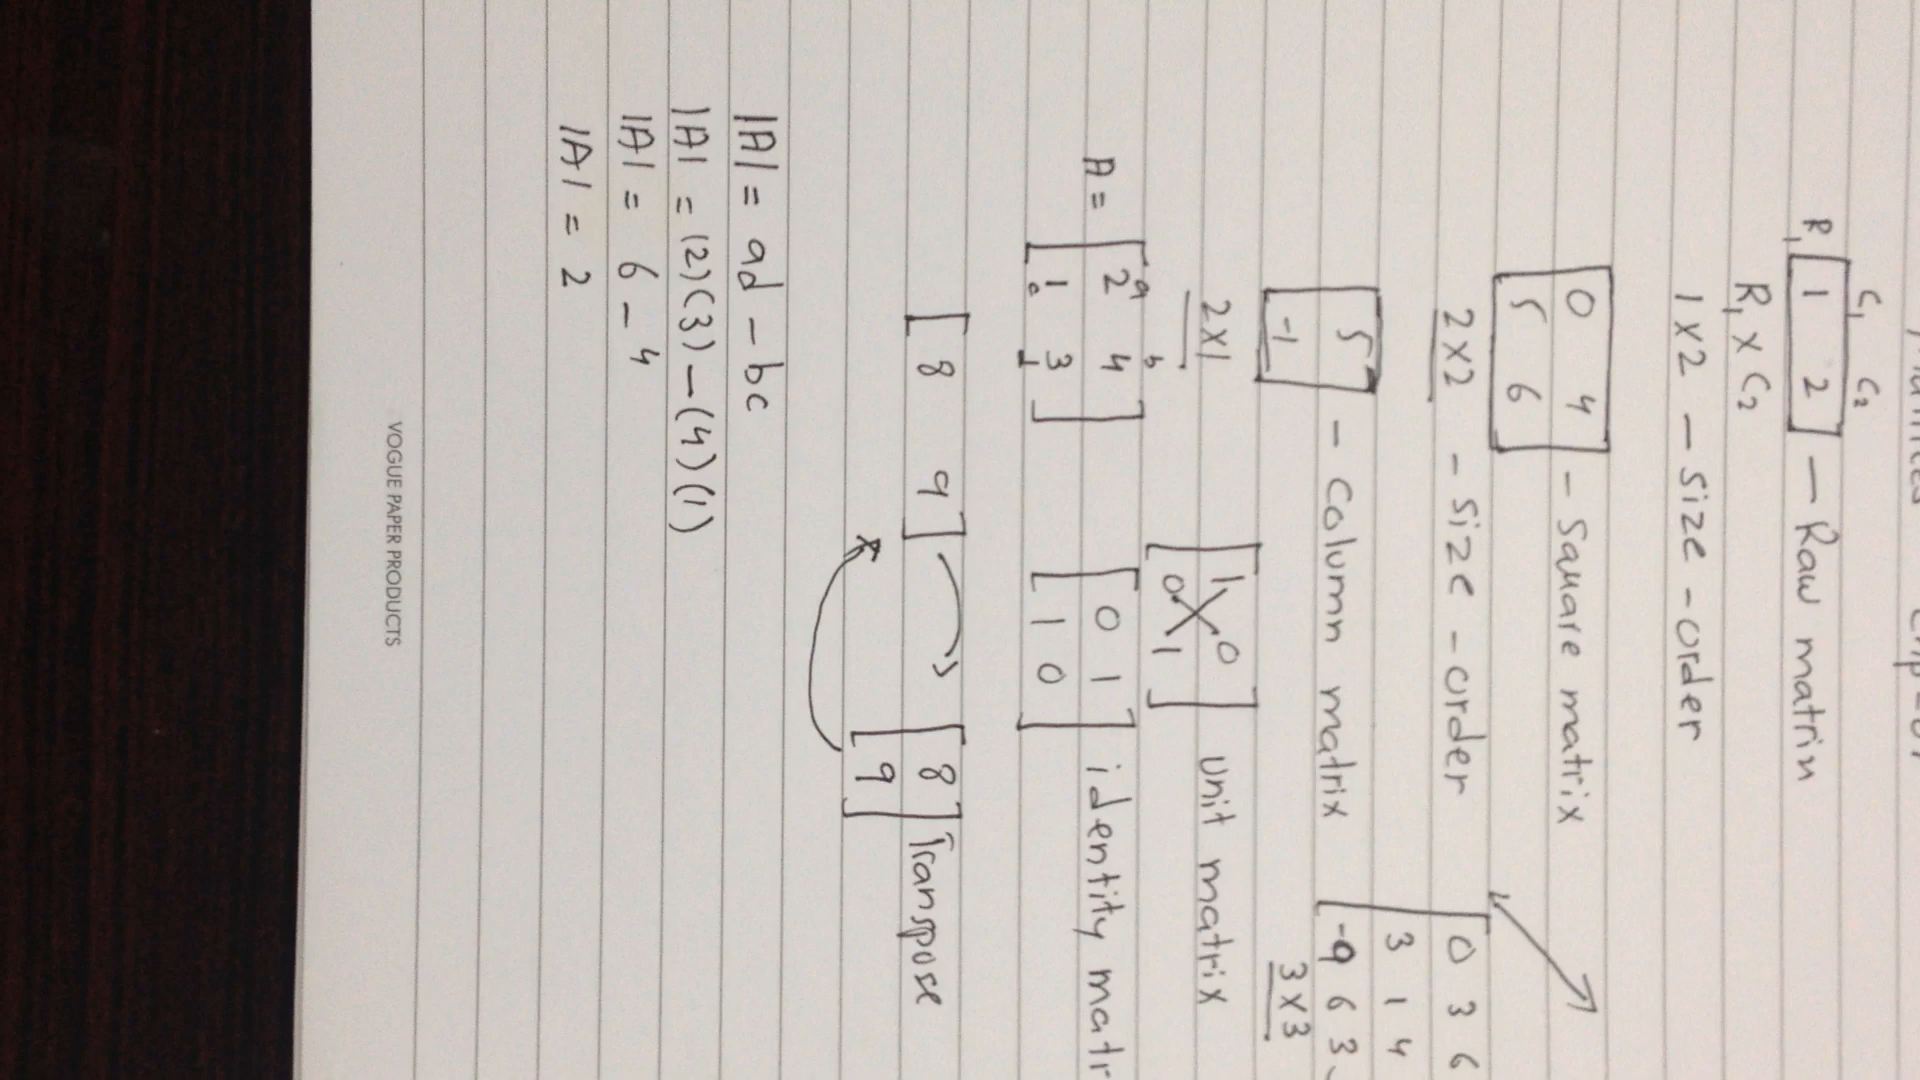 C₁ C₂
R₁ [1 2] — Raw matrin
R₁ x C₂
1 x 2 — size - order
[0 4
5 6] - Square matrix
2x2 - size - order
[0 3 6
3 1 4
-9 6 3
3x3
[5
-1] - Column matrix
2x1
[1 0
0 1] unit matrix
A = [2 a 4 b
1 c 3 d]
[0 1
1 0] identity matr
[8 9] [8
9] Transpose
|A| = ad - bc
|A| = (2)(3) - (4)(1)
|A| = 6 - 4
|A| = 2
VOGUE PAPER PRODUCTS